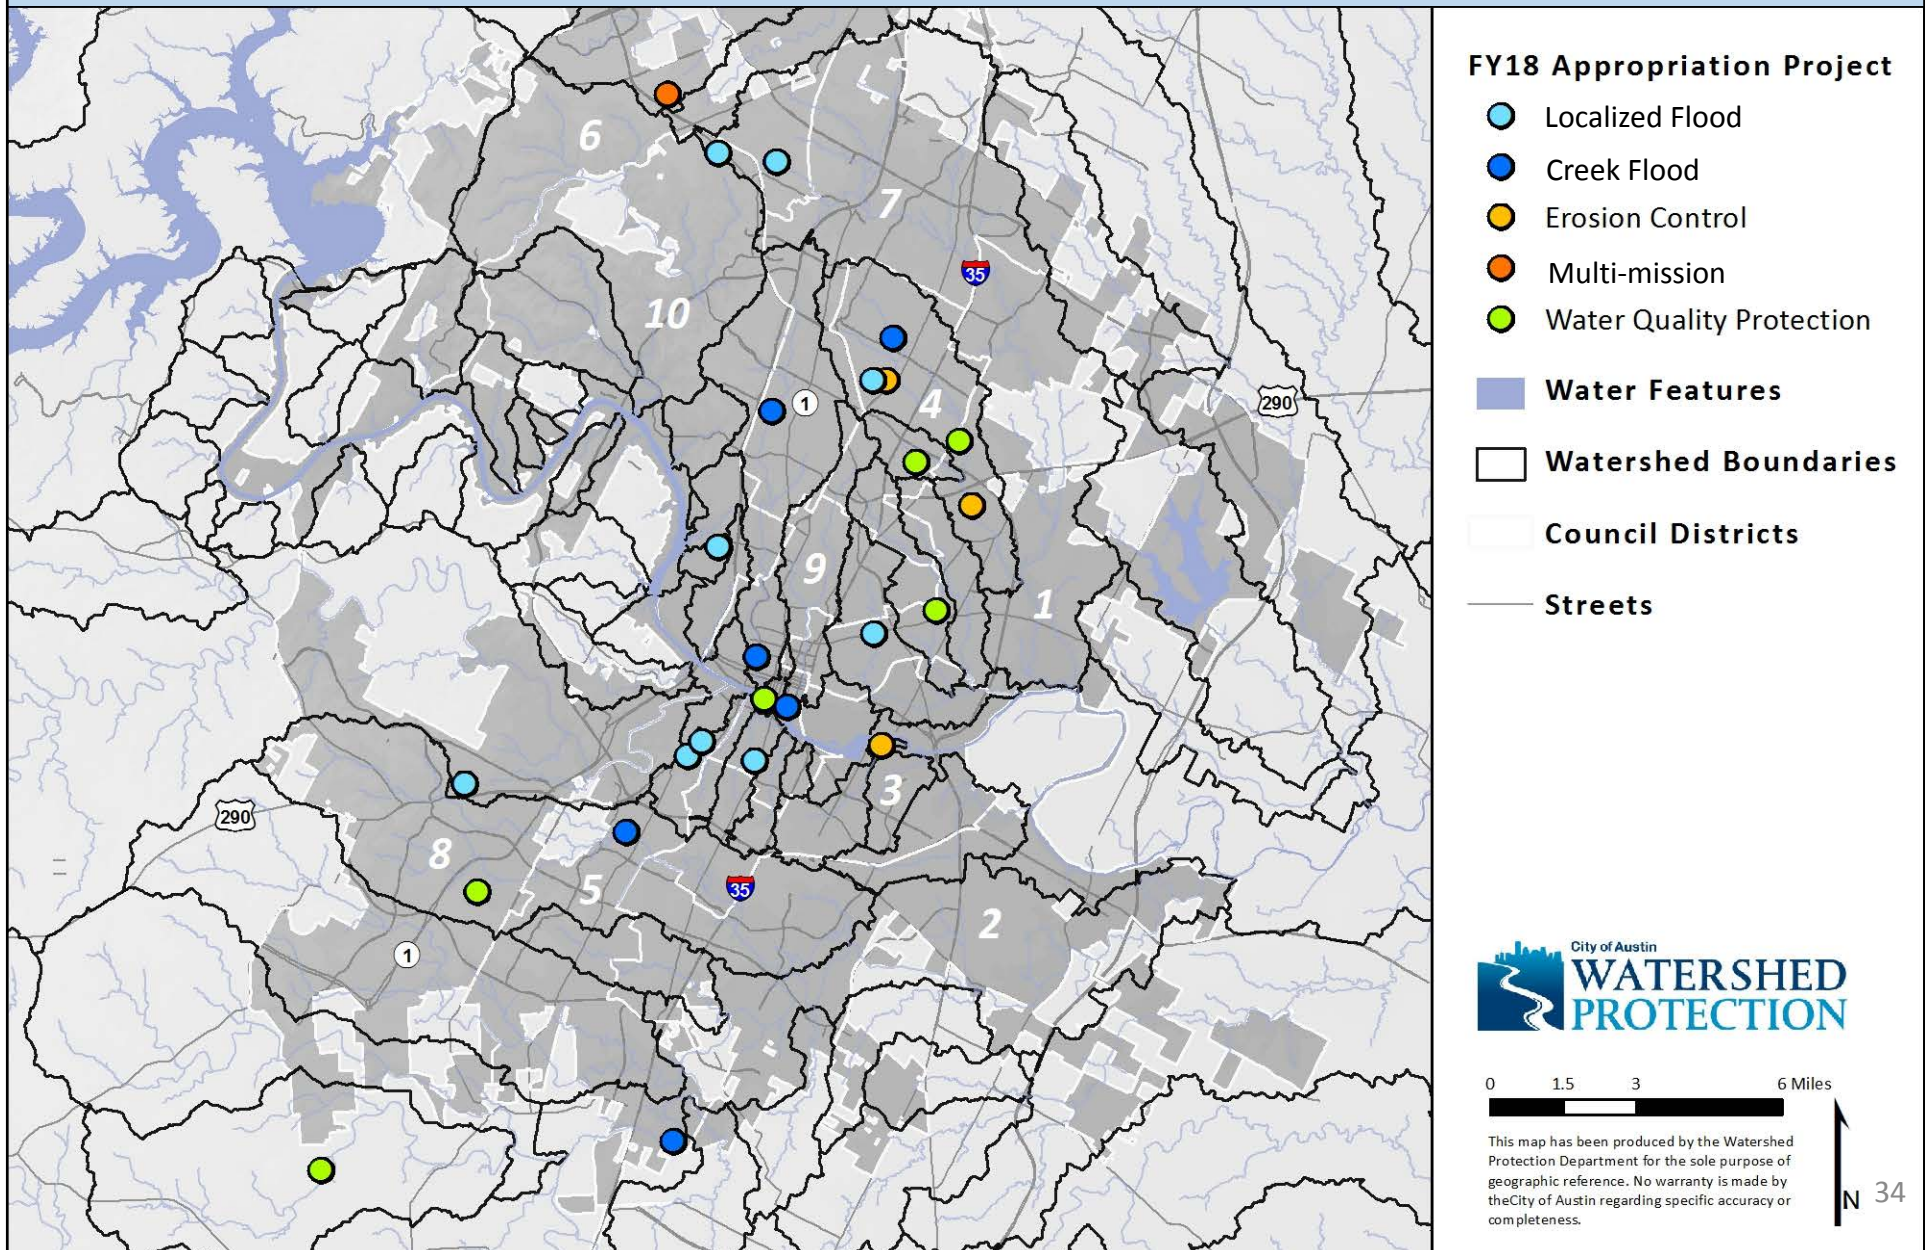 6
7
35
10
4
1
290
9
1
3
290
8
5
35
2
1
FY18 Appropriation Project
Localized Flood
Creek Flood
Erosion Control
Multi-mission
Water Quality Protection
Water Features
Watershed Boundaries
Council Districts
Streets
City of Austin
WATERSHED
PROTECTION
0 1.5 3 6 Miles
This map has been produced by the Watershed
Protection Department for the sole purpose of
geographic reference. No warranty is made by
theCity of Austin regarding specific accuracy or
completeness.
N
34